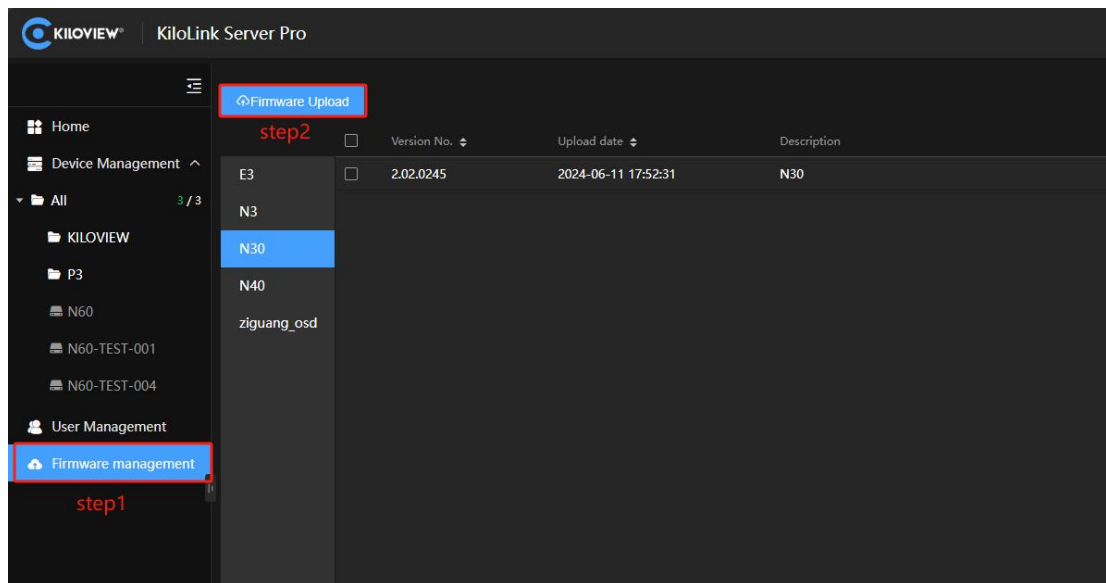 KILOVIEW® KiloLink Server Pro
Firmware Upload
step2
Home
Device Management
All 3 / 3
KILOVIEW
P3
N60
N60-TEST-001
N60-TEST-004
User Management
Firmware management
step1
E3
N3
N30
N40
ziguang_osd
Version No. Upload date Description
2.02.0245 2024-06-11 17:52:31 N30